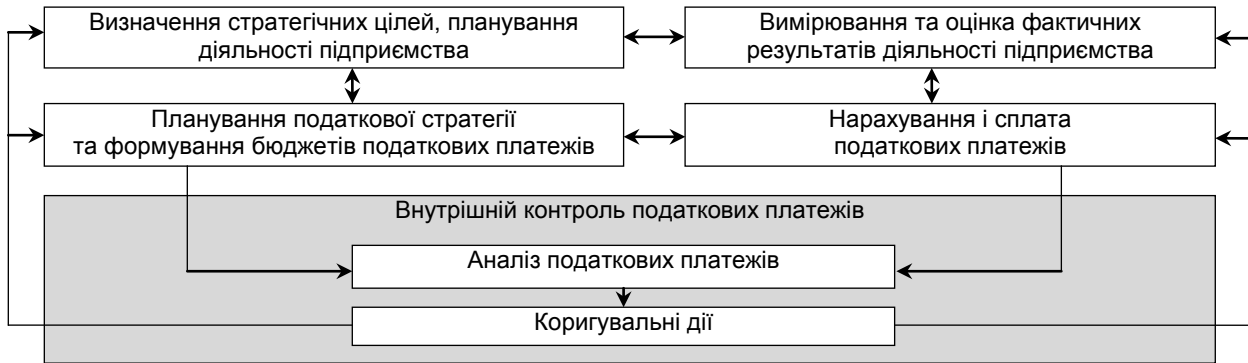 Визначення стратегічних цілей, планування
діяльності підприємства
Вимірювання та оцінка фактичних
результатів діяльності підприємства
Планування податкової стратегії
та формування бюджетів податкових платежів
Нарахування і сплата
податкових платежів
Внутрішній контроль податкових платежів
Аналіз податкових платежів
Коригувальні дії